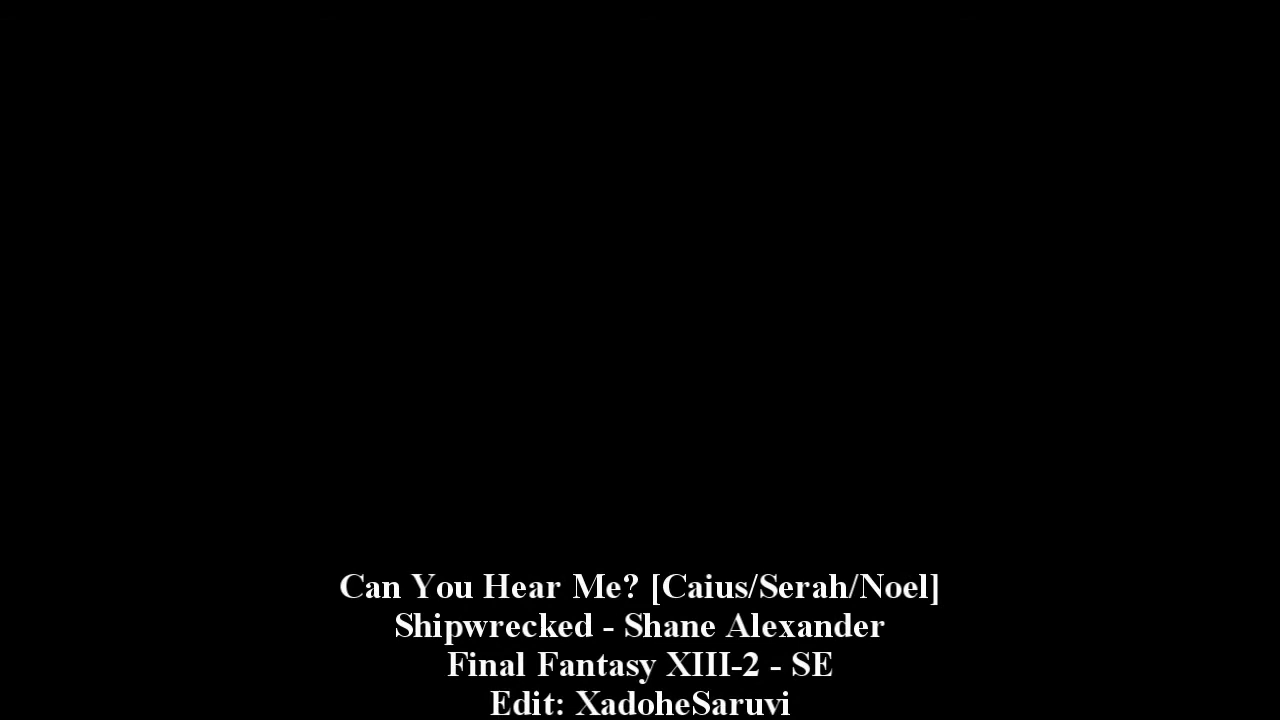 Can You Hear Me? [Caius/Serah/Noel]
Shipwrecked - Shane Alexander
Final Fantasy XIII-2 - SE
Edit: XadoheSaruvi